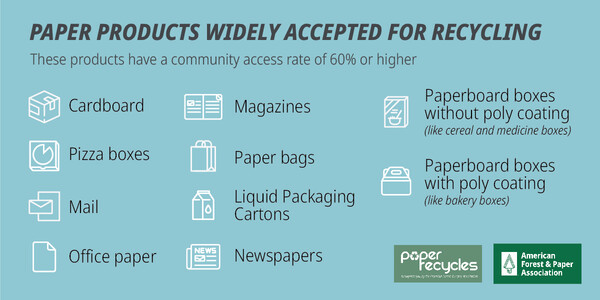 PAPER PRODUCTS WIDELY ACCEPTED FOR RECYCLING
These products have a community access rate of 60% or higher
Cardboard
Pizza boxes
Mail
Office paper
Magazines
Paper bags
Liquid Packaging
Cartons
NEWS
Newspapers
Paperboard boxes
without poly coating
(like cereal and medicine boxes)
Paperboard boxes
with poly coating
(like bakery boxes)
paper
recycles
American
Forest & Paper
Association